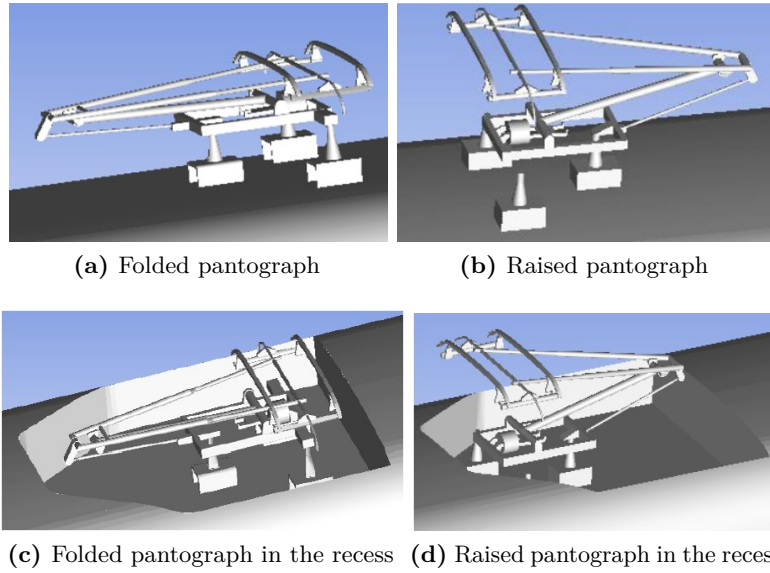 (a) Folded pantograph
(b) Raised pantograph
(c) Folded pantograph in the recess
(d) Raised pantograph in the reces